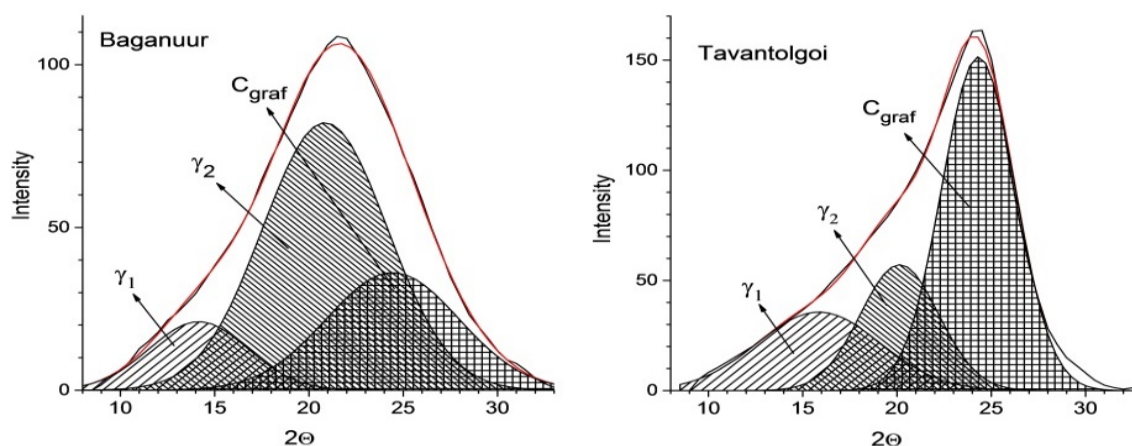 Baganuur
C_graf
γ₂
γ₁
Intensity
100
50
0
10 15 20 25 30
2Θ
Tavantolgoi
C_graf
γ₂
γ₁
Intensity
150
100
50
0
10 15 20 25 30
2Θ